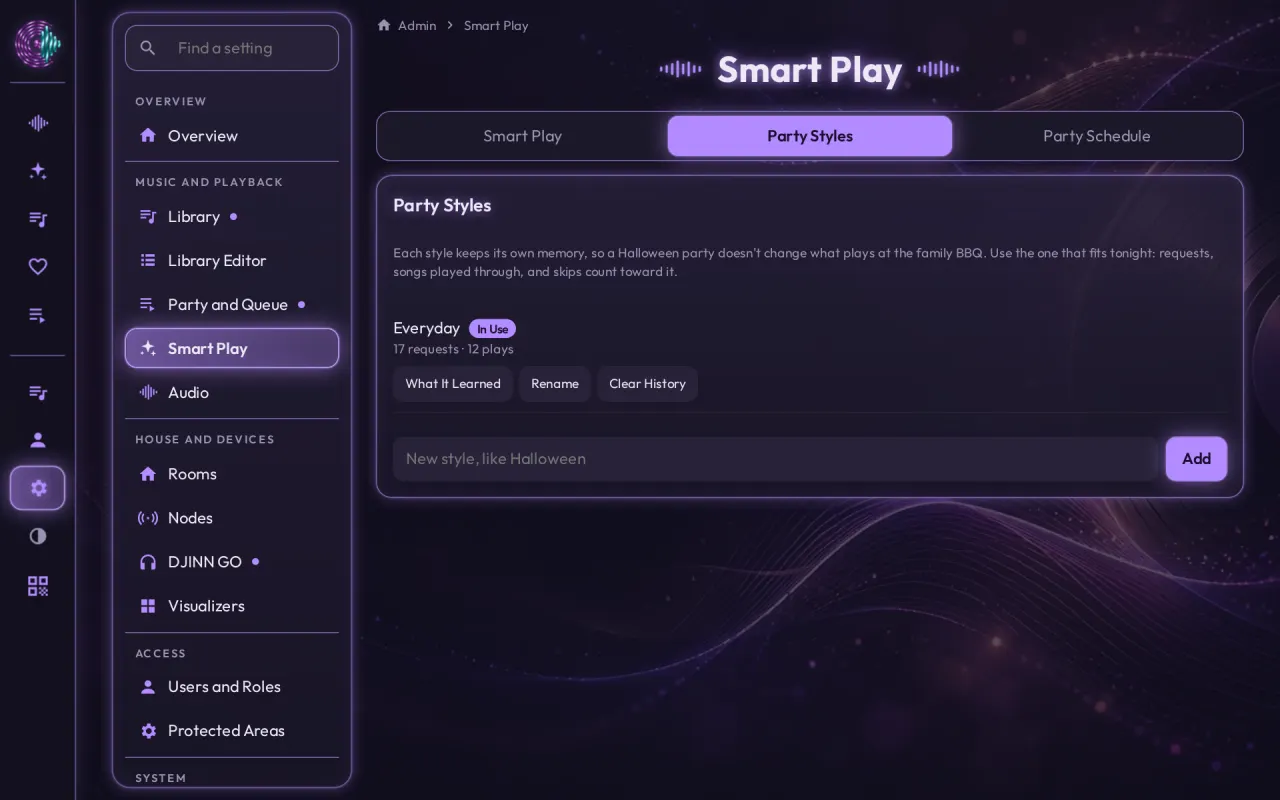 Find a setting
OVERVIEW
Overview
MUSIC AND PLAYBACK
Library
Library Editor
Party and Queue
Smart Play
Audio
HOUSE AND DEVICES
Rooms
Nodes
DJINN GO
Visualizers
ACCESS
Users and Roles
Protected Areas
SYSTEM
Admin > Smart Play
Smart Play
Smart Play Party Styles Party Schedule
Party Styles
Each style keeps its own memory, so a Halloween party doesn't change what plays at the family BBQ. Use the one that fits tonight: requests,
songs played through, and skips count toward it.
Everyday In Use
17 requests · 12 plays
What It Learned Rename Clear History
New style, like Halloween Add